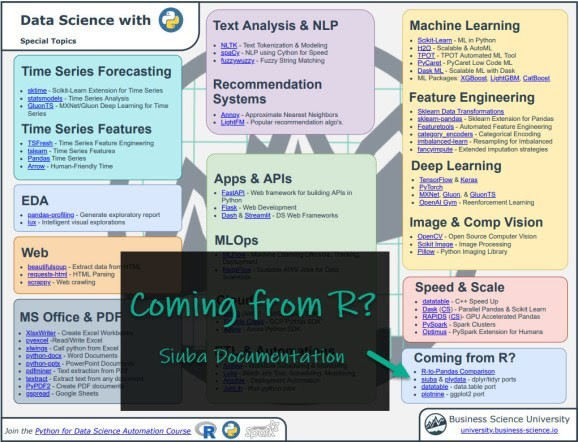 Data Science with
Special Topics
Time Series Forecasting
sktime - Scikit-Learn Extension for Time Series
statsmodels - Time Series Analysis
GluonTS - MXNet/Gluon Deep Learning for Time
Series
Time Series Features
TSFresh - Time Series Feature Engineering
tslearn - Time Series Features
Pandas Time Series
Arrow - Human-Friendly Time
EDA
pandas-profiling - Generate exploratory report
lux - Intelligent visual explorations
Web
beautifulsoup - Extract data from HTML
requests-html - HTML Parsing
scrappy - Web crawling
MS Office & PDF
XlsxWriter - Create Excel Workbooks
pyexcel -Read/Write Excel
xlwings - Call python from Excel
python-docx - Word Documents
python-pptx - PowerPoint Documents
pdfminer - Text extraction from PDF
textract - Extract text from any document
PyPDF2 - Create PDF documents
gspread - Google Sheets
Text Analysis & NLP
NLTK - Text Tokenization & Modeling
spaCy - NLP using Cython for Speed
fuzzywuzzy - Fuzzy String Matching
Recommendation
Systems
Annoy - Approximate Nearest Neighbors
LightFM - Popular recommendation algo's.
Apps & APIs
FastAPI - Web framework for building APIs in
Python
Flask - Web Development
Dash & Streamlit - DS Web Frameworks
MLOps
Coming from R?
Siuba Documentation
Machine Learning
Scikit-Learn - ML in Python
H2O - Scalable & AutoML
TPOT - TPOT Automated ML Tool
PyCaret - PyCaret Low Code ML
Dask ML - Scalable ML with Dask
ML Packages: XGBoost, LightGBM, CatBoost
Feature Engineering
Sklearn Data Transformations
sklearn-pandas - Sklearn Extension for Pandas
Featuretools - Automated Feature Engineering
category_encoders - Categorical Encoding
imbalanced-learn - Resampling for Imbalanced
fancyimpute - Extended imputation strategies
Deep Learning
TensorFlow & Keras
PyTorch
MXNet, Gluon, & GluonTS
OpenAI Gym - Reenforcement Learning
Image & Comp Vision
OpenCV - Open Source Computer Vision
Scikit Image - Image Processing
Pillow - Python Imaging Library
Speed & Scale
datatable - C++ Speed Up
Dask (CS)- Parallel Pandas & Scikit Learn
RAPIDS (CS)- GPU Accelerated Pandas
PySpark - Spark Clusters
Optimus - PySpark Extension for Humans
Coming from R?
R-to-Pandas Comparison
siuba & plydata - dplyr/tidyr ports
datatable - data.table port
plotnine - ggplot2 port
Join the Python for Data Science Automation Course
R
Spark
Business Science University
university.business-science.io